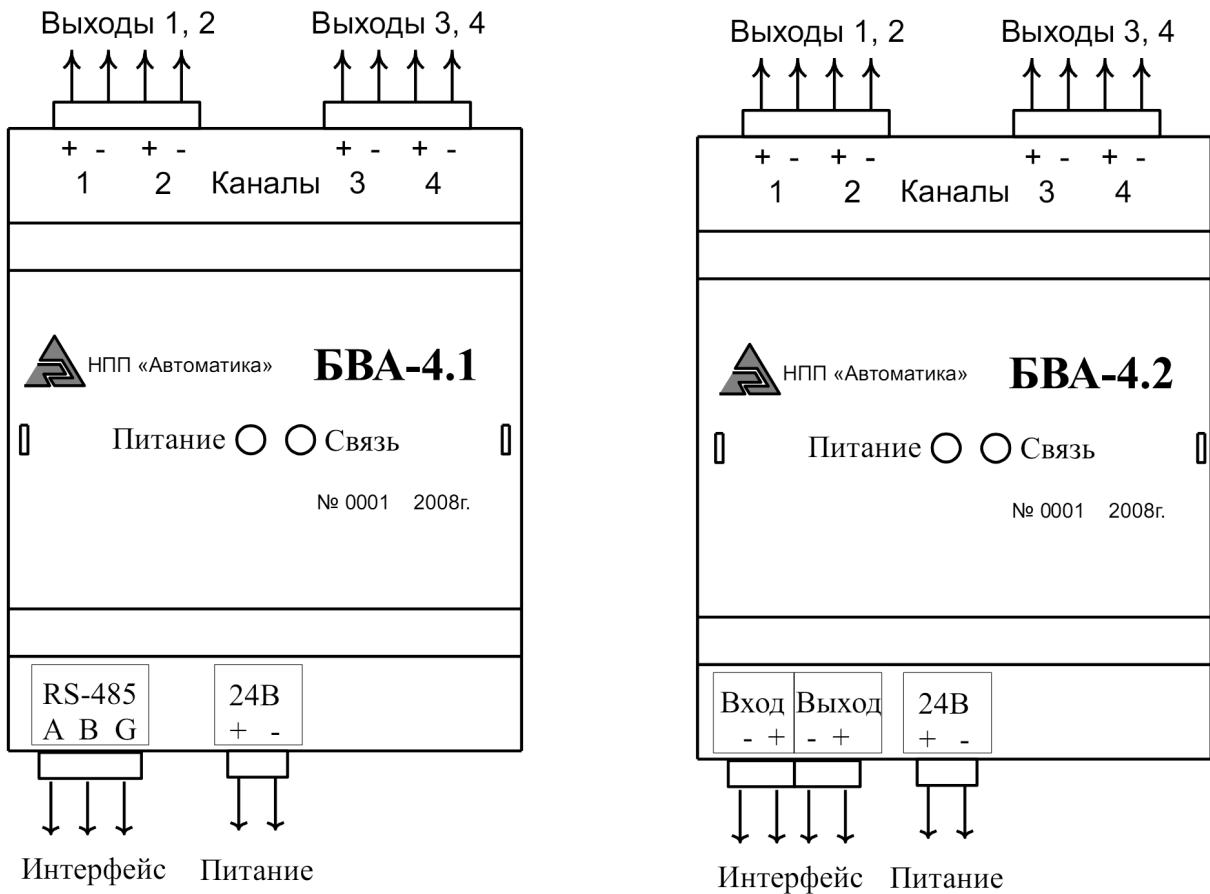 Выходы 1, 2 Выходы 3, 4
+ - + - + - + -
1 2 Каналы 3 4
НПП «Автоматика» БВА-4.1
Питание Связь
№ 0001 2008г.
RS-485 24В
A B G + -
Интерфейс Питание
Выходы 1, 2 Выходы 3, 4
+ - + - + - + -
1 2 Каналы 3 4
НПП «Автоматика» БВА-4.2
Питание Связь
№ 0001 2008г.
Вход Выход 24В
- + - + + -
Интерфейс Питание